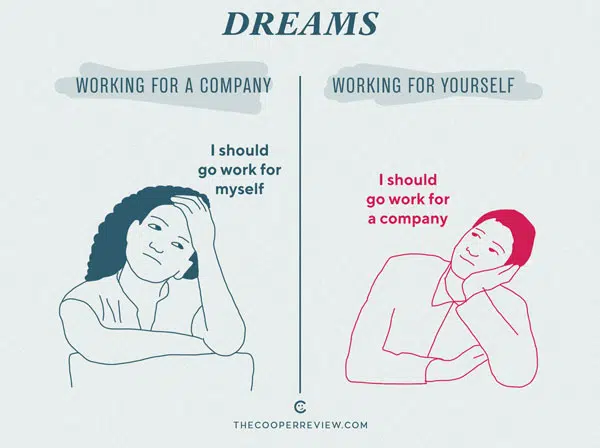 DREAMS
WORKING FOR A COMPANY
I should
go work for
myself
WORKING FOR YOURSELF
I should
go work for
a company
THECOOPERREVIEW.COM